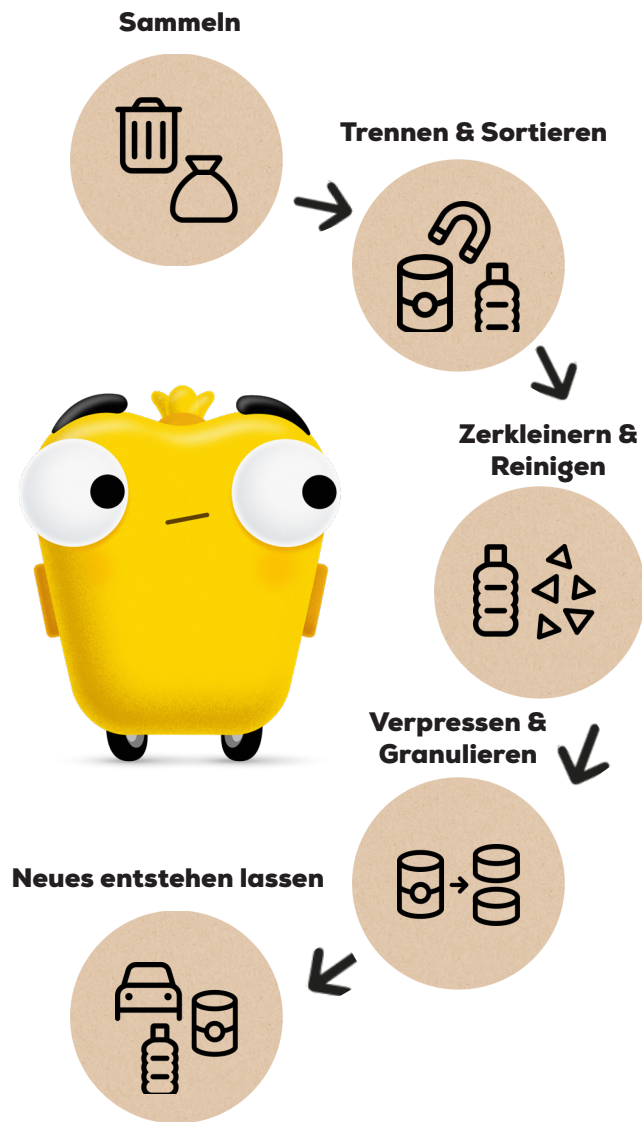 Sammeln
Trennen & Sortieren
Zerkleinern &
Reinigen
Verpressen &
Granulieren
Neues entstehen lassen